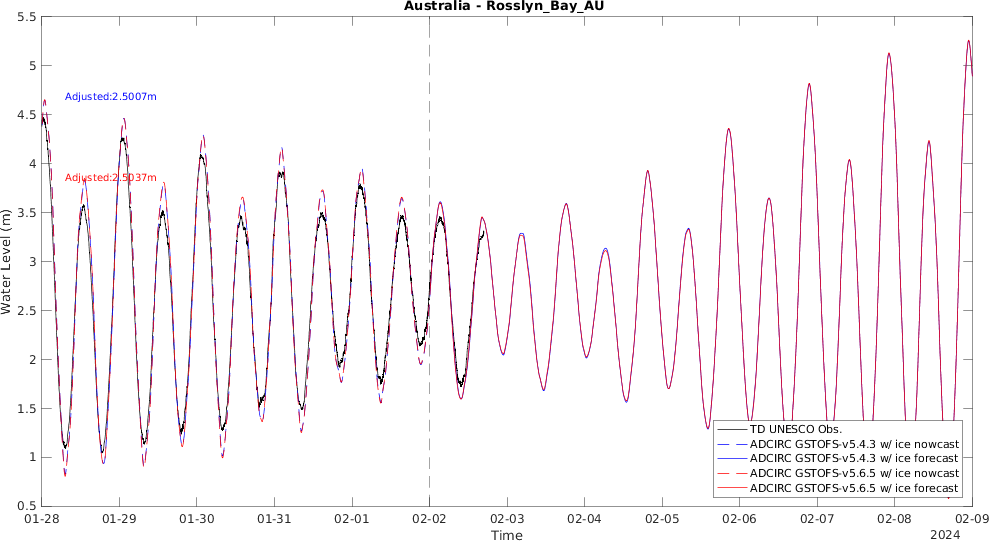 Australia - Rosslyn_Bay_AU
Water Level (m)
5.5
5
4.5
4
3.5
3
2.5
2
1.5
1
0.5
Adjusted:2.5007m
Adjusted:2.5037m
TD UNESCO Obs.
ADCIRC GSTOFS-v5.4.3 w/ ice nowcast
ADCIRC GSTOFS-v5.4.3 w/ ice forecast
ADCIRC GSTOFS-v5.6.5 w/ ice nowcast
ADCIRC GSTOFS-v5.6.5 w/ ice forecast
01-28 01-29 01-30 01-31 02-01 02-02 02-03 02-04 02-05 02-06 02-07 02-08 02-09
Time
2024